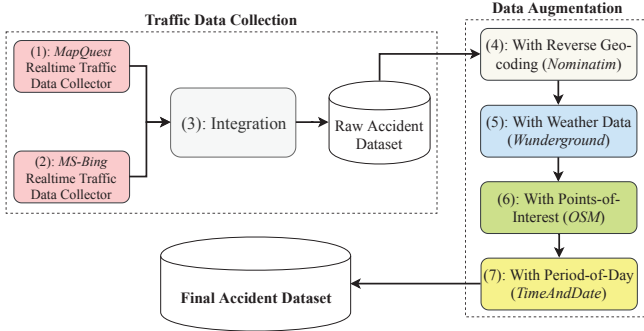 Traffic Data Collection
(1): MapQuest
Realtime Traffic
Data Collector
(2): MS-Bing
Realtime Traffic
Data Collector
(3): Integration
Raw Accident
Dataset
Data Augmentation
(4): With Reverse Geo-
coding (Nominatim)
(5): With Weather Data
(Wunderground)
(6): With Points-of-
Interest (OSM)
(7): With Period-of-Day
(TimeAndDate)
Final Accident Dataset